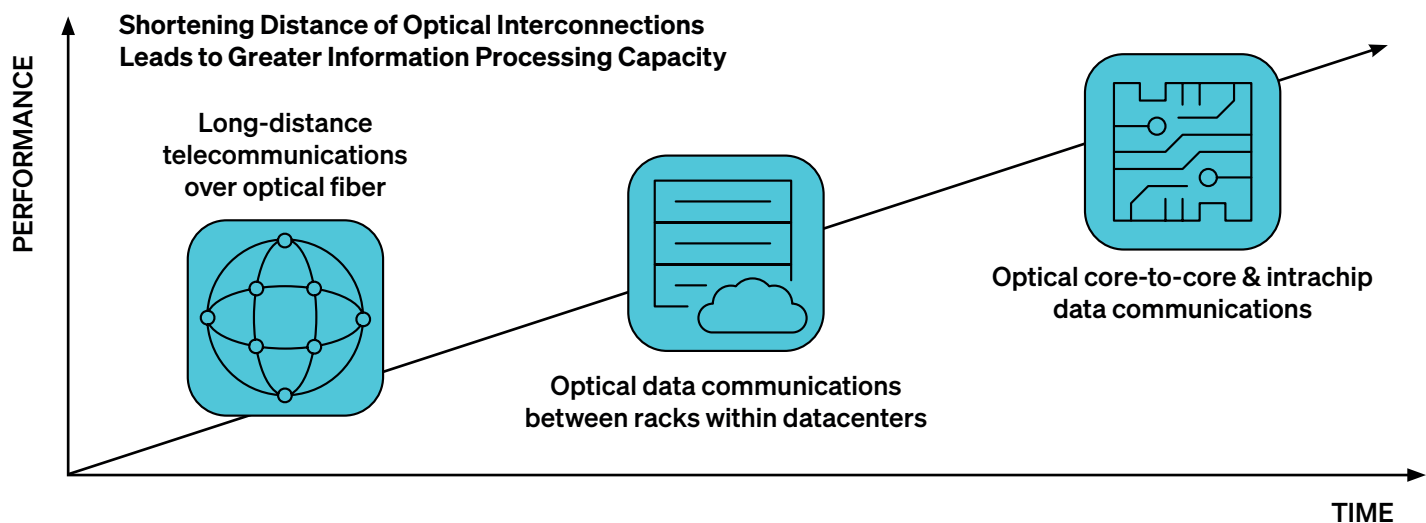 Shortening Distance of Optical Interconnections
Leads to Greater Information Processing Capacity
PERFORMANCE
Long-distance
telecommunications
over optical fiber
Optical data communications
between racks within datacenters
Optical core-to-core & intrachip
data communications
TIME